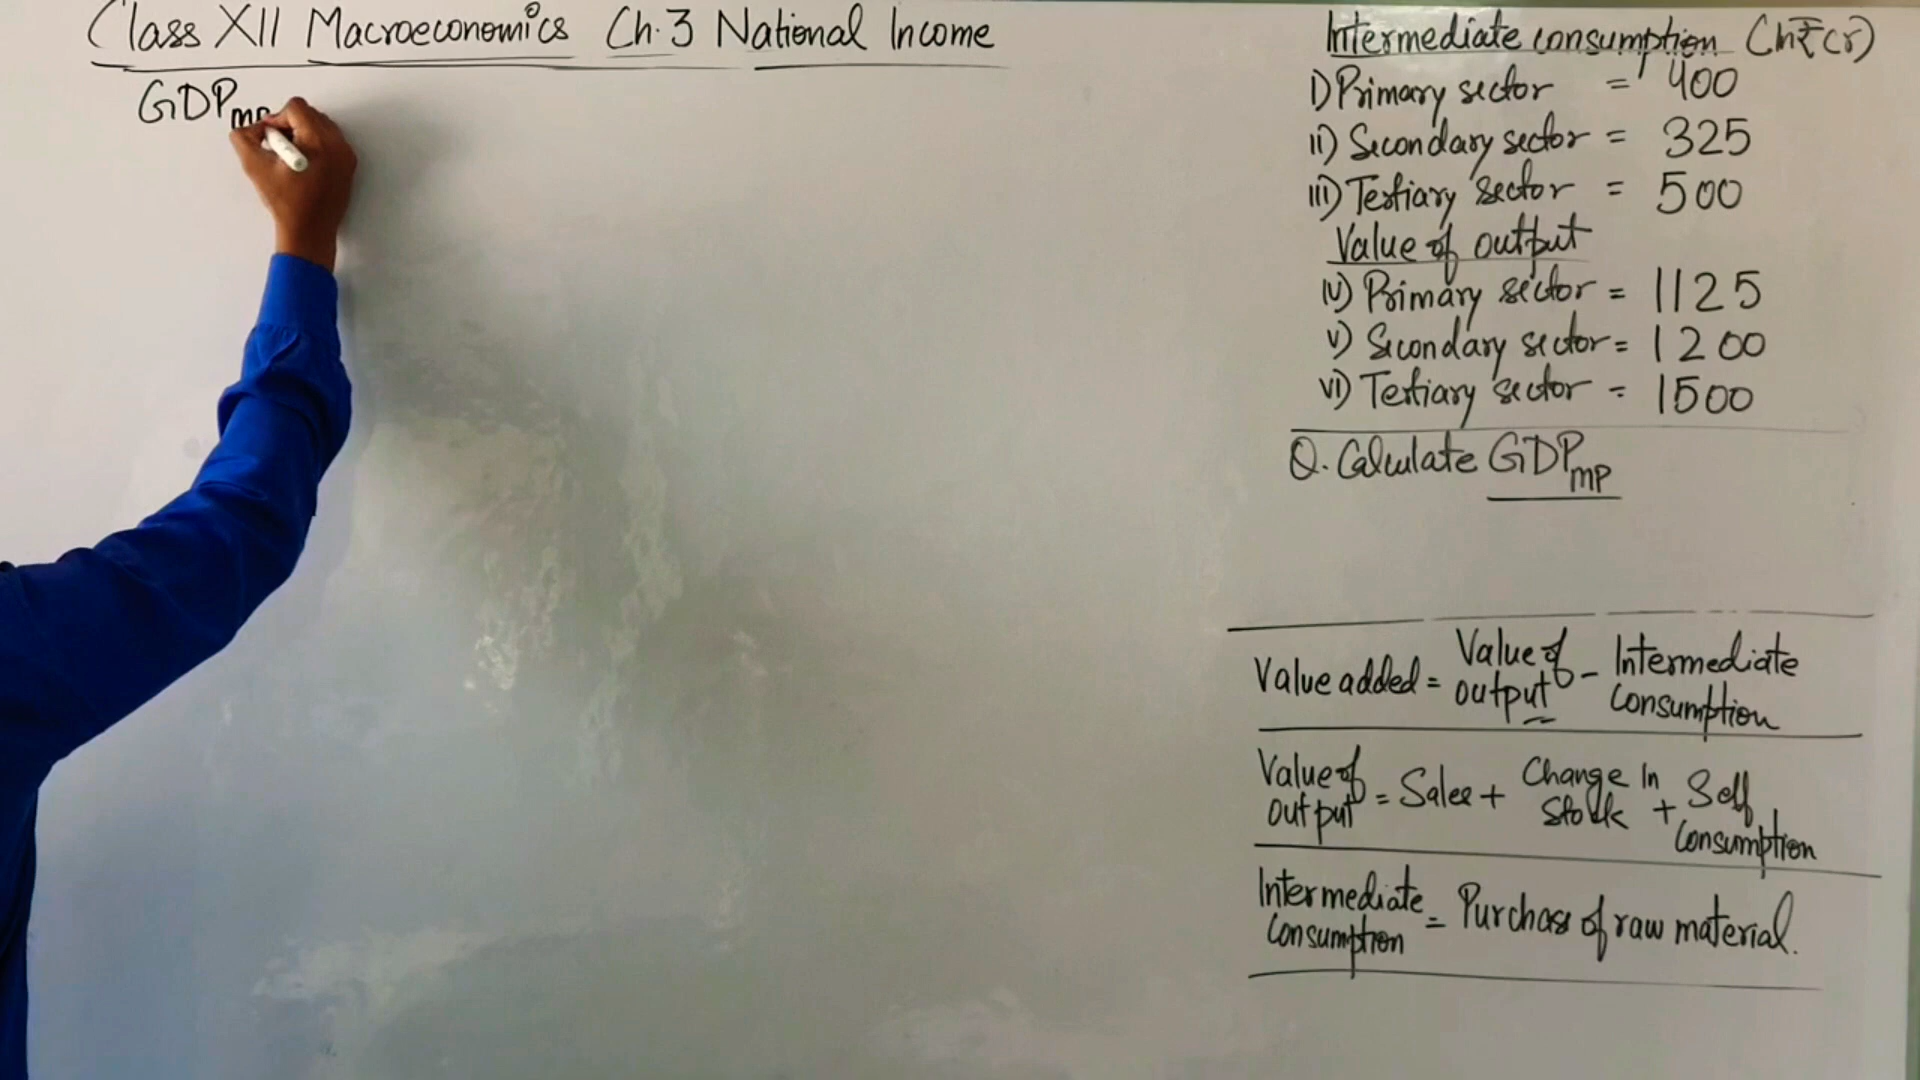 Class XII Macroeconomics Ch.3 National Income
GDPmp
Intermediate consumption (In ₹ cr)
i) Primary sector = 400
ii) Secondary sector = 325
iii) Tertiary sector = 500
Value of output
iv) Primary sector = 1125
v) Secondary sector = 1200
vi) Tertiary sector = 1500
Q. Calculate GDPMP
Value added = Value of output - Intermediate consumption
Value of output = Sales + Change in stock + Self consumption
Intermediate consumption = Purchase of raw material.